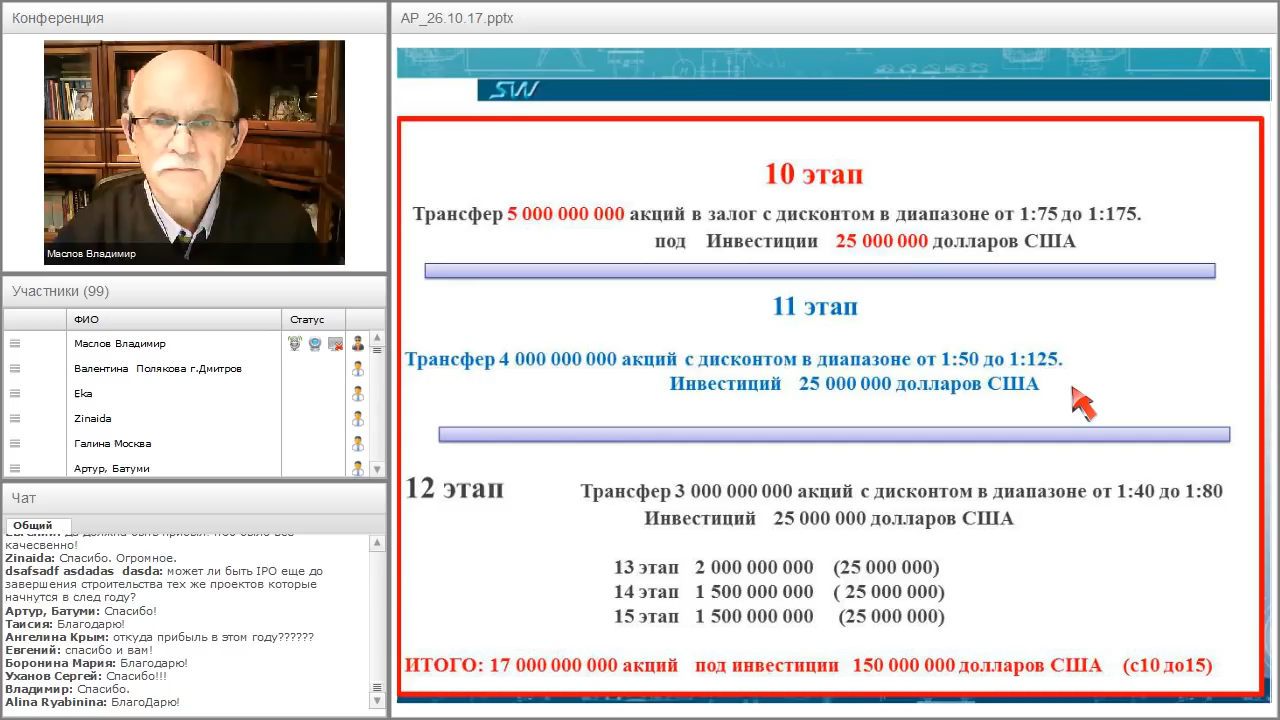 Конференция
Маслов Владимир
Участники (99)
ФИО
Статус
Маслов Владимир
Валентина Полякова г.Дмитров
Eka
Zinaida
Галина Москва
Артур, Батуми
Чат
Общий
качесвенно!
Zinaida: Спасибо. Огромное.
dsafsadf asdadas dasda: может ли быть IPO еще до
завершения строительства тех же проектов которые
начнутся в след году?
Артур, Батуми: Спасибо!
Таисия: Благодарю!
Ангелина Крым: откуда прибыль в этом году??????
Евгений: спасибо и вам!
Боронина Мария: Благодарю!
Уханов Сергей: Спасибо!!!
Владимир: Спасибо.
Alina Ryabinina: БлагоДарю!
AP_26.10.17.pptx
SW
10 этап
Трансфер 5 000 000 000 акций в залог с дисконтом в диапазоне от 1:75 до 1:175.
под Инвестиции 25 000 000 долларов США
11 этап
Трансфер 4 000 000 000 акций с дисконтом в диапазоне от 1:50 до 1:125.
Инвестиций 25 000 000 долларов США
12 этап Трансфер 3 000 000 000 акций с дисконтом в диапазоне от 1:40 до 1:80
Инвестиций 25 000 000 долларов США
13 этап 2 000 000 000 (25 000 000)
14 этап 1 500 000 000 ( 25 000 000)
15 этап 1 500 000 000 (25 000 000)
ИТОГО: 17 000 000 000 акций под инвестиции 150 000 000 долларов США (с10 до15)